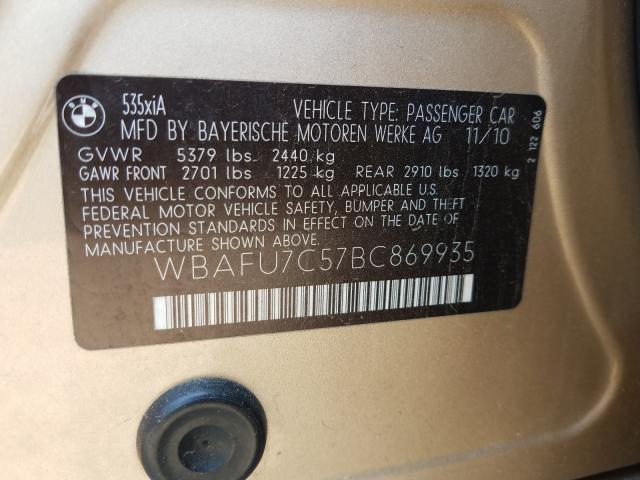 BMW
535xiA VEHICLE TYPE: PASSENGER CAR
MFD BY BAYERISCHE MOTOREN WERKE AG 11/10
GVWR 5379 lbs. 2440 kg
GAWR FRONT 2701 lbs 1225 kg REAR 2910 lbs 1320 kg
THIS VEHICLE CONFORMS TO ALL APPLICABLE U.S.
FEDERAL MOTOR VEHICLE SAFETY, BUMPER AND THEFT
PREVENTION STANDARDS IN EFFECT ON THE DATE OF
MANUFACTURE SHOWN ABOVE.
WBAFU7C57BC869935
2 122 606